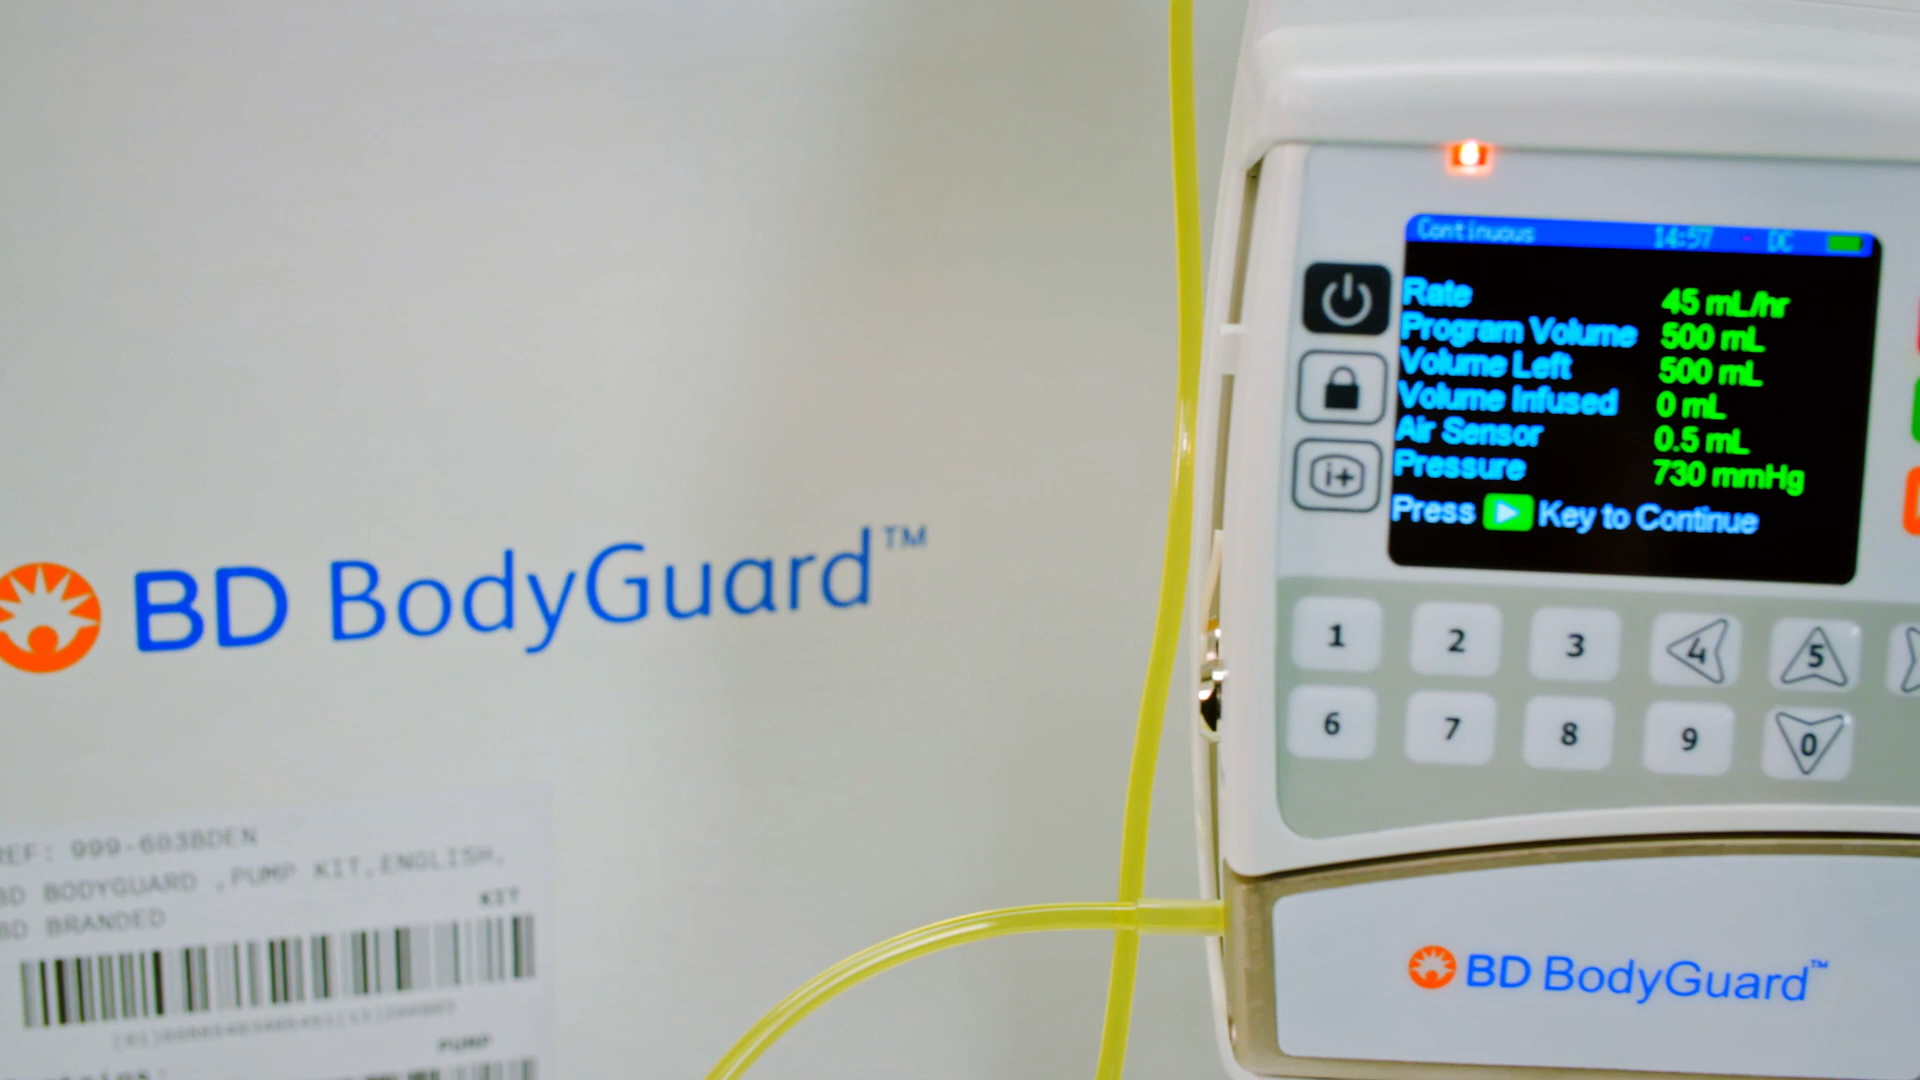 BD BodyGuard™
REF: 999-603BDEN
BD BODYGUARD ,PUMP KIT,ENGLISH,
KIT
BD BRANDED
PUMP
Continuous 14:57 - DC
Rate 45 mL/hr
Program Volume 500 mL
Volume Left 500 mL
Volume Infused 0 mL
Air Sensor 0.5 mL
Pressure 730 mmHg
Press Key to Continue
i+
1 2 3 4 5
6 7 8 9 0
BD BodyGuard™